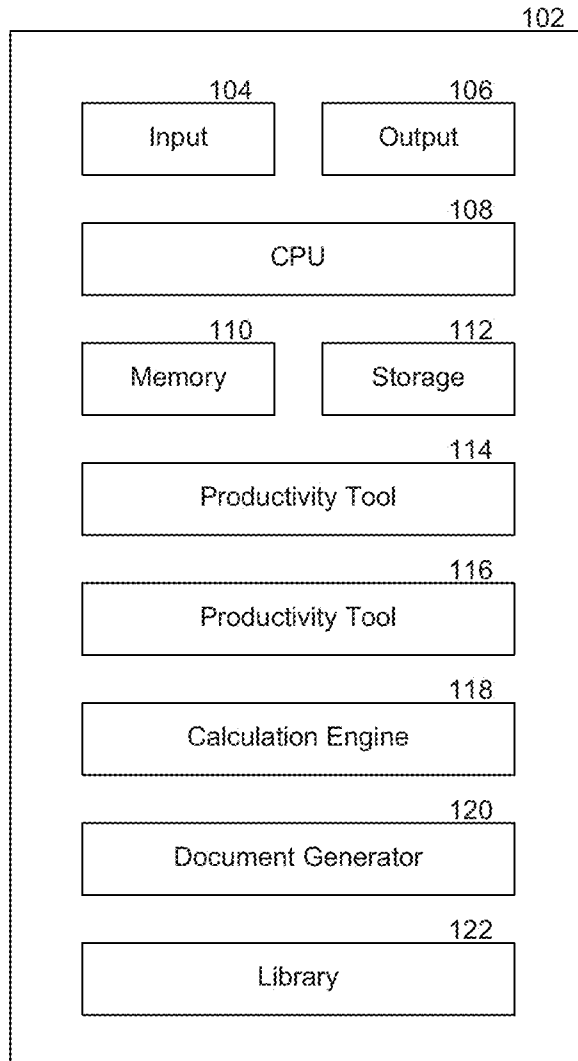 102
104
106
Input
Output
108
CPU
110
112
Memory
Storage
114
Productivity Tool
116
Productivity Tool
118
Calculation Engine
120
Document Generator
122
Library